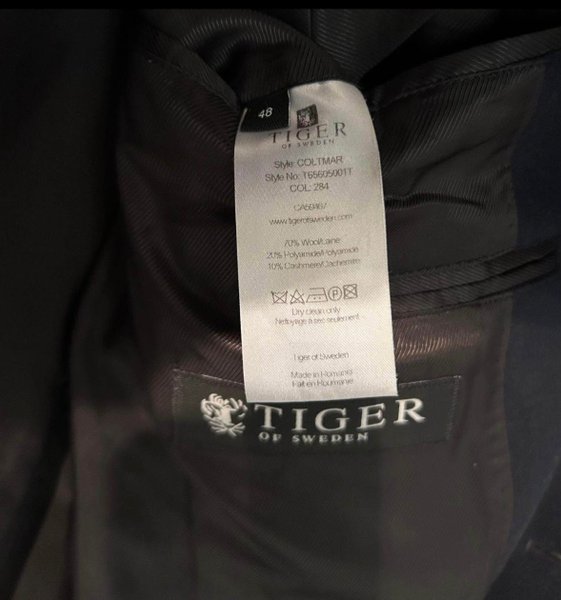 48
TIGER
OF SWEDEN
Style: COLTMAR
Style No: T65605001T
COL: 284
CA59467
www.tigerofsweden.com
70% Wool/Laine
20% Polyamide/Polyamide
10% Cashmere/Cachemire
Dry clean only
Nettoyage à sec seulement
Tiger of Sweden
Made in Romania
Fait en Roumanie
TIGER
OF SWEDEN